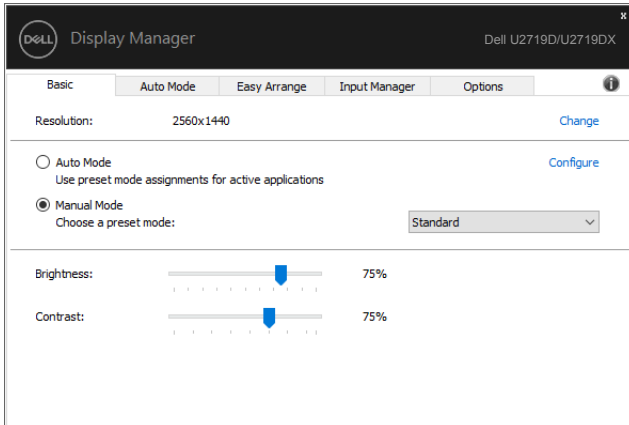 x
DELL Display Manager Dell U2719D/U2719DX
Basic Auto Mode Easy Arrange Input Manager Options i
Resolution: 2560x1440 Change
Auto Mode Configure
Use preset mode assignments for active applications
Manual Mode
Choose a preset mode: Standard
Brightness: 75%
Contrast: 75%